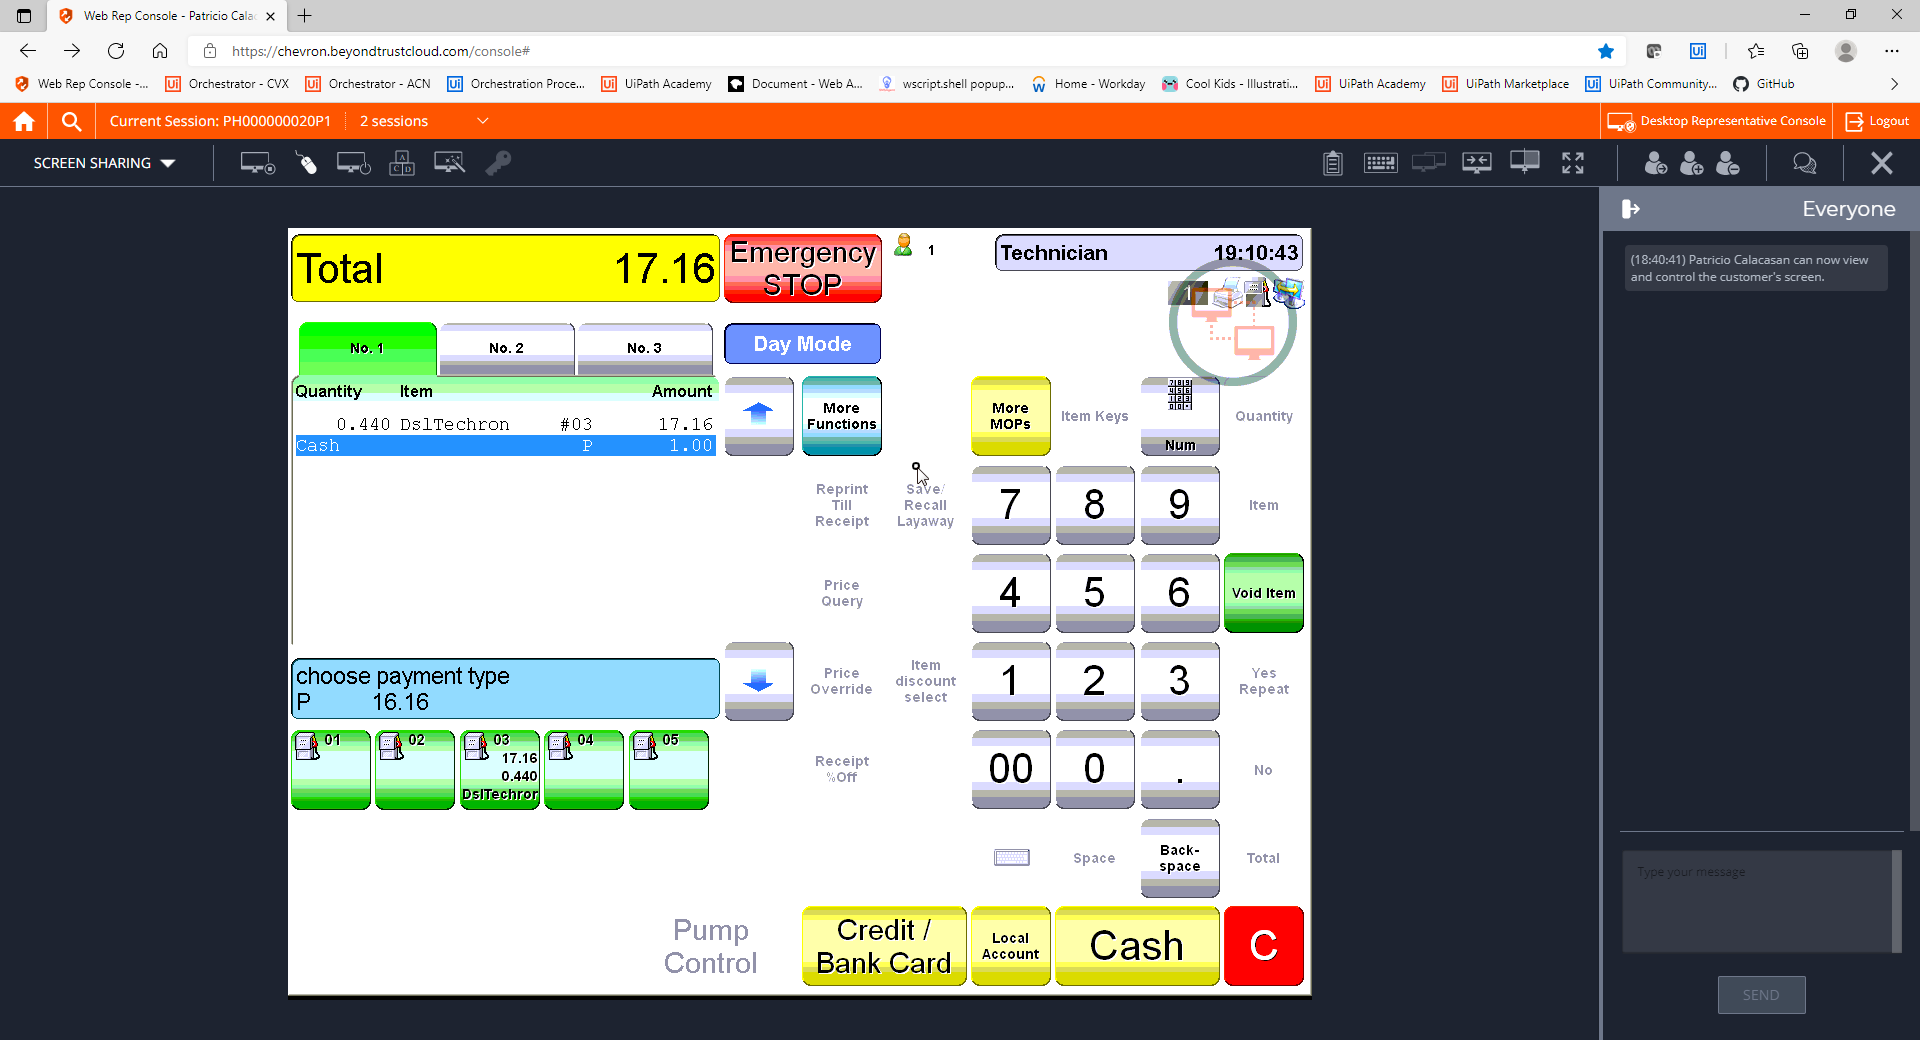 Web Rep Console - Patricio Cala
https://chevron.beyondtrustcloud.com/console#
Web Rep Console -...
Orchestrator - CVX
Orchestrator - ACN
Orchestration Proce...
UiPath Academy
Document - Web A...
wscript.shell popup...
Home - Workday
Cool Kids - Illustrati...
UiPath Academy
UiPath Marketplace
UiPath Community...
GitHub
Current Session: PH000000020P1
2 sessions
Desktop Representative Console
Logout
SCREEN SHARING
Everyone
(18:40:41) Patricio Calacasan can now view
and control the customer's screen.
Type your message
SEND
Total 17.16
Emergency
STOP
1
Technician 19:10:43
1
No. 1
No. 2
No. 3
Day Mode
Quantity Item Amount
0.440 DslTechron #03 17.16
Cash P 1.00
More
Functions
More
MOPs
Item Keys
Num
Quantity
Reprint
Till
Receipt
Save/
Recall
Layaway
7
8
9
Item
Price
Query
4
5
6
Void Item
choose payment type
P 16.16
Price
Override
Item
discount
select
1
2
3
Yes
Repeat
01
02
03
17.16
0.440
DslTechron
04
05
Receipt
%Off
00
0
.
No
Space
Back-
space
Total
Pump
Control
Credit /
Bank Card
Local
Account
Cash
C